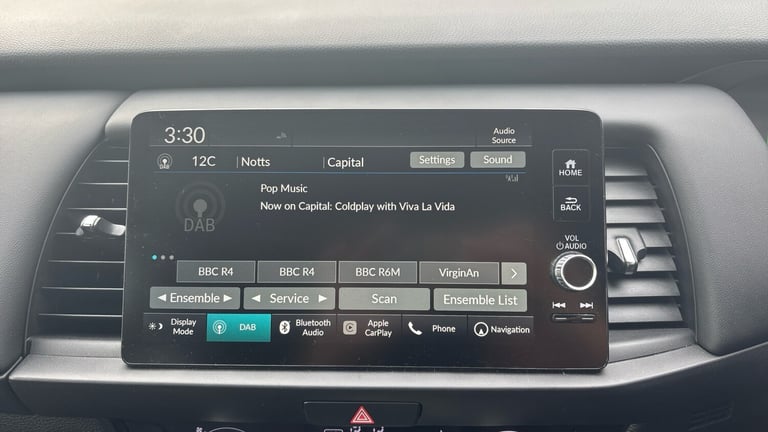 3:30
Audio
Source
DAB
12C
Notts
Capital
Settings
Sound
Pop Music
Now on Capital: Coldplay with Viva La Vida
DAB
HOME
BACK
VOL
AUDIO
BBC R4
BBC R4
BBC R6M
VirginAn
Ensemble
Service
Scan
Ensemble List
Display
Mode
DAB
Bluetooth
Audio
Apple
CarPlay
Phone
Navigation